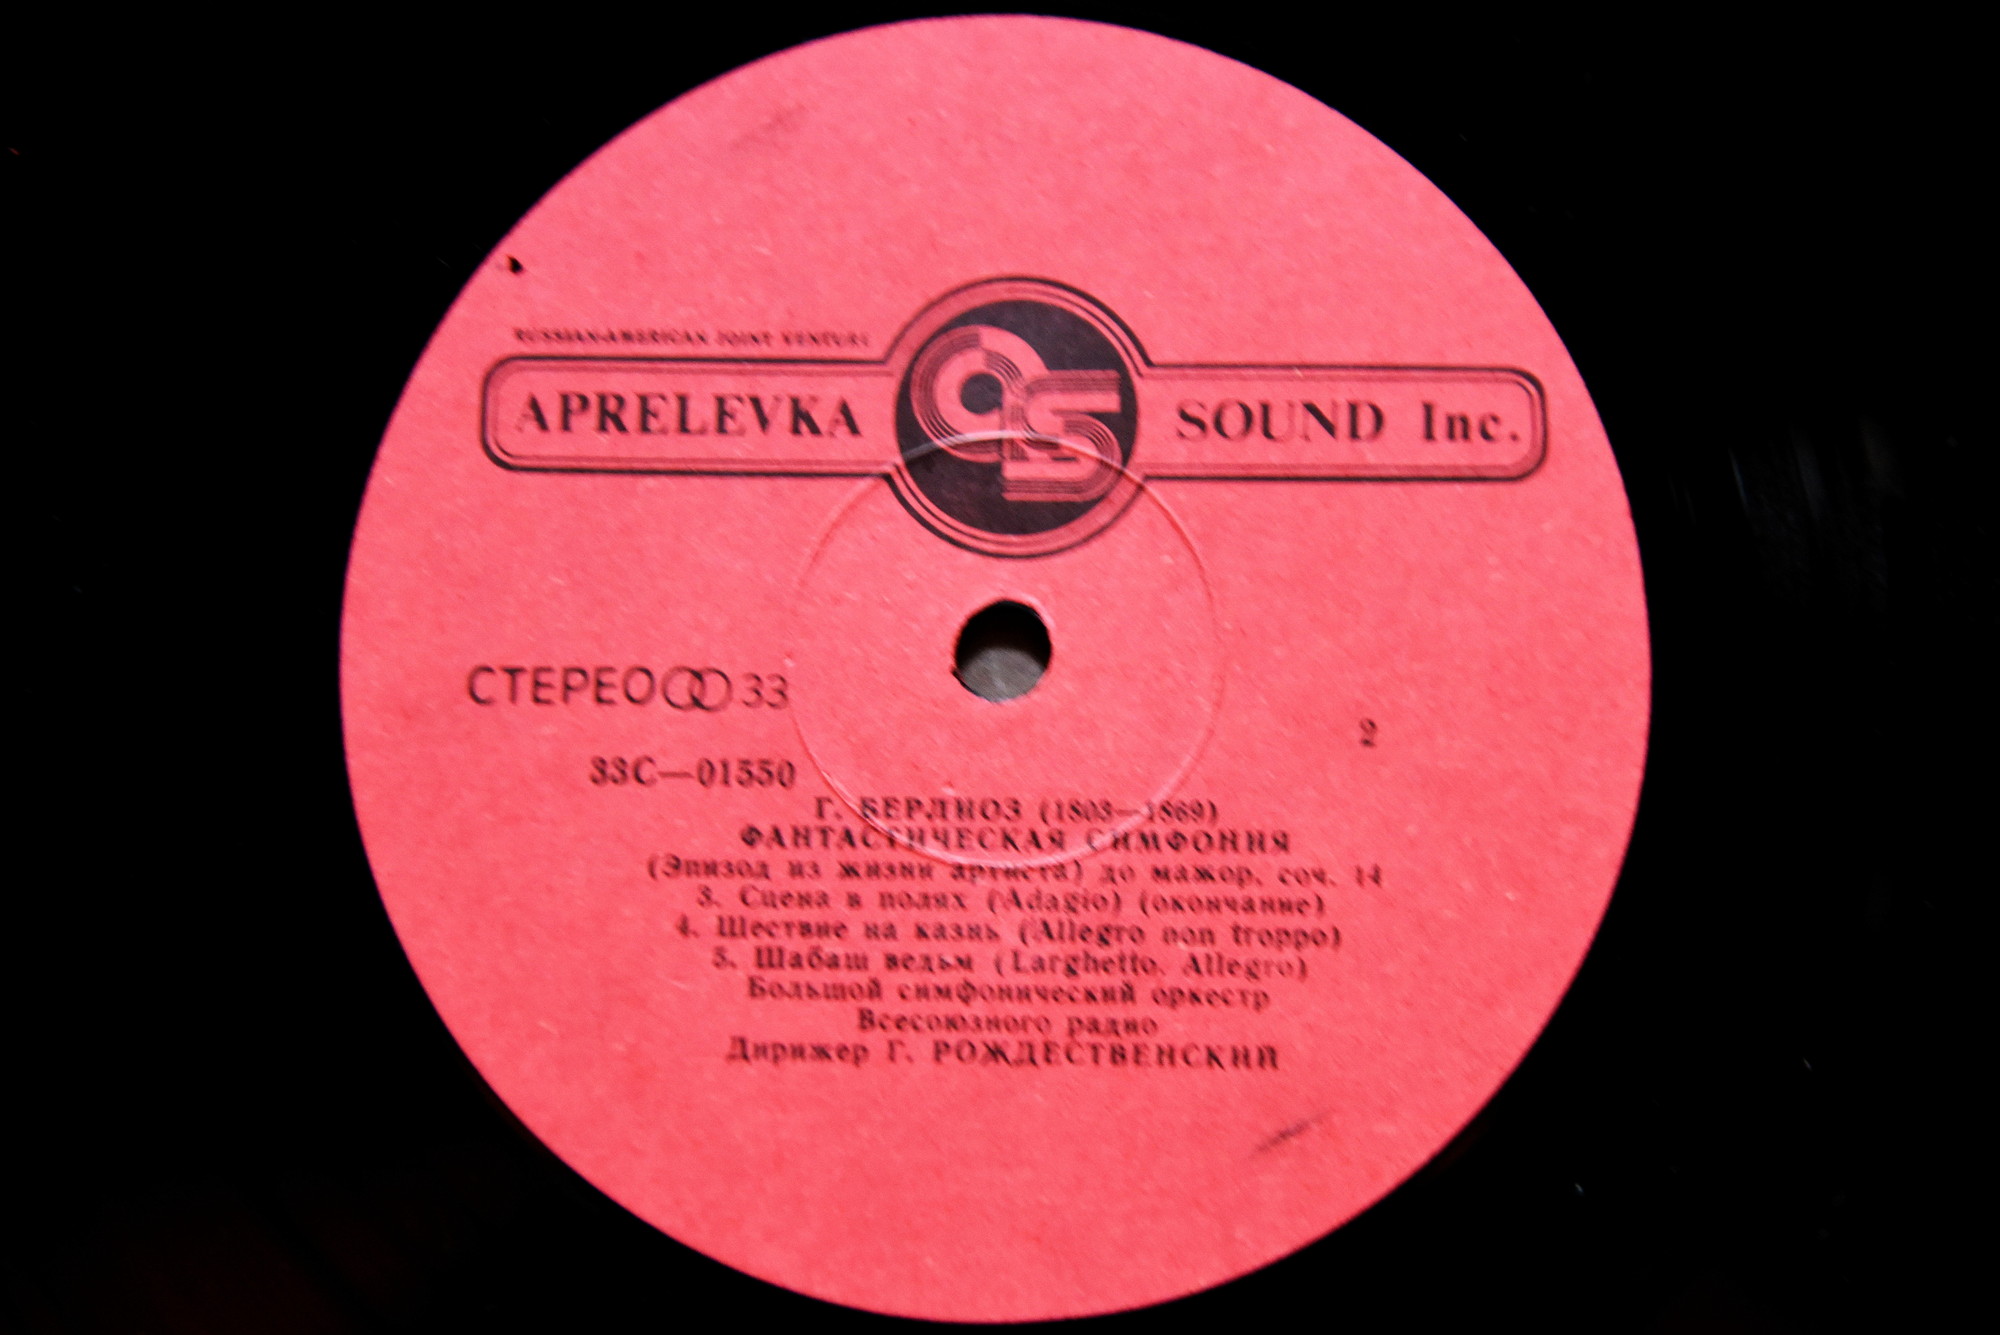 RUSSIAN-AMERICAN JOINT VENTURE
APRELEVKA SOUND Inc.
СТЕРЕО 33
2
33С—01550
Г. БЕРЛИОЗ (1803—1869)
ФАНТАСТИЧЕСКАЯ СИМФОНИЯ
(Эпизод из жизни артиста) до мажор, соч. 14
3. Сцена в полях (Adagio) (окончание)
4. Шествие на казнь (Allegro non troppo)
5. Шабаш ведьм (Larghetto. Allegro)
Большой симфонический оркестр
Всесоюзного радио
Дирижер Г. РОЖДЕСТВЕНСКИЙ